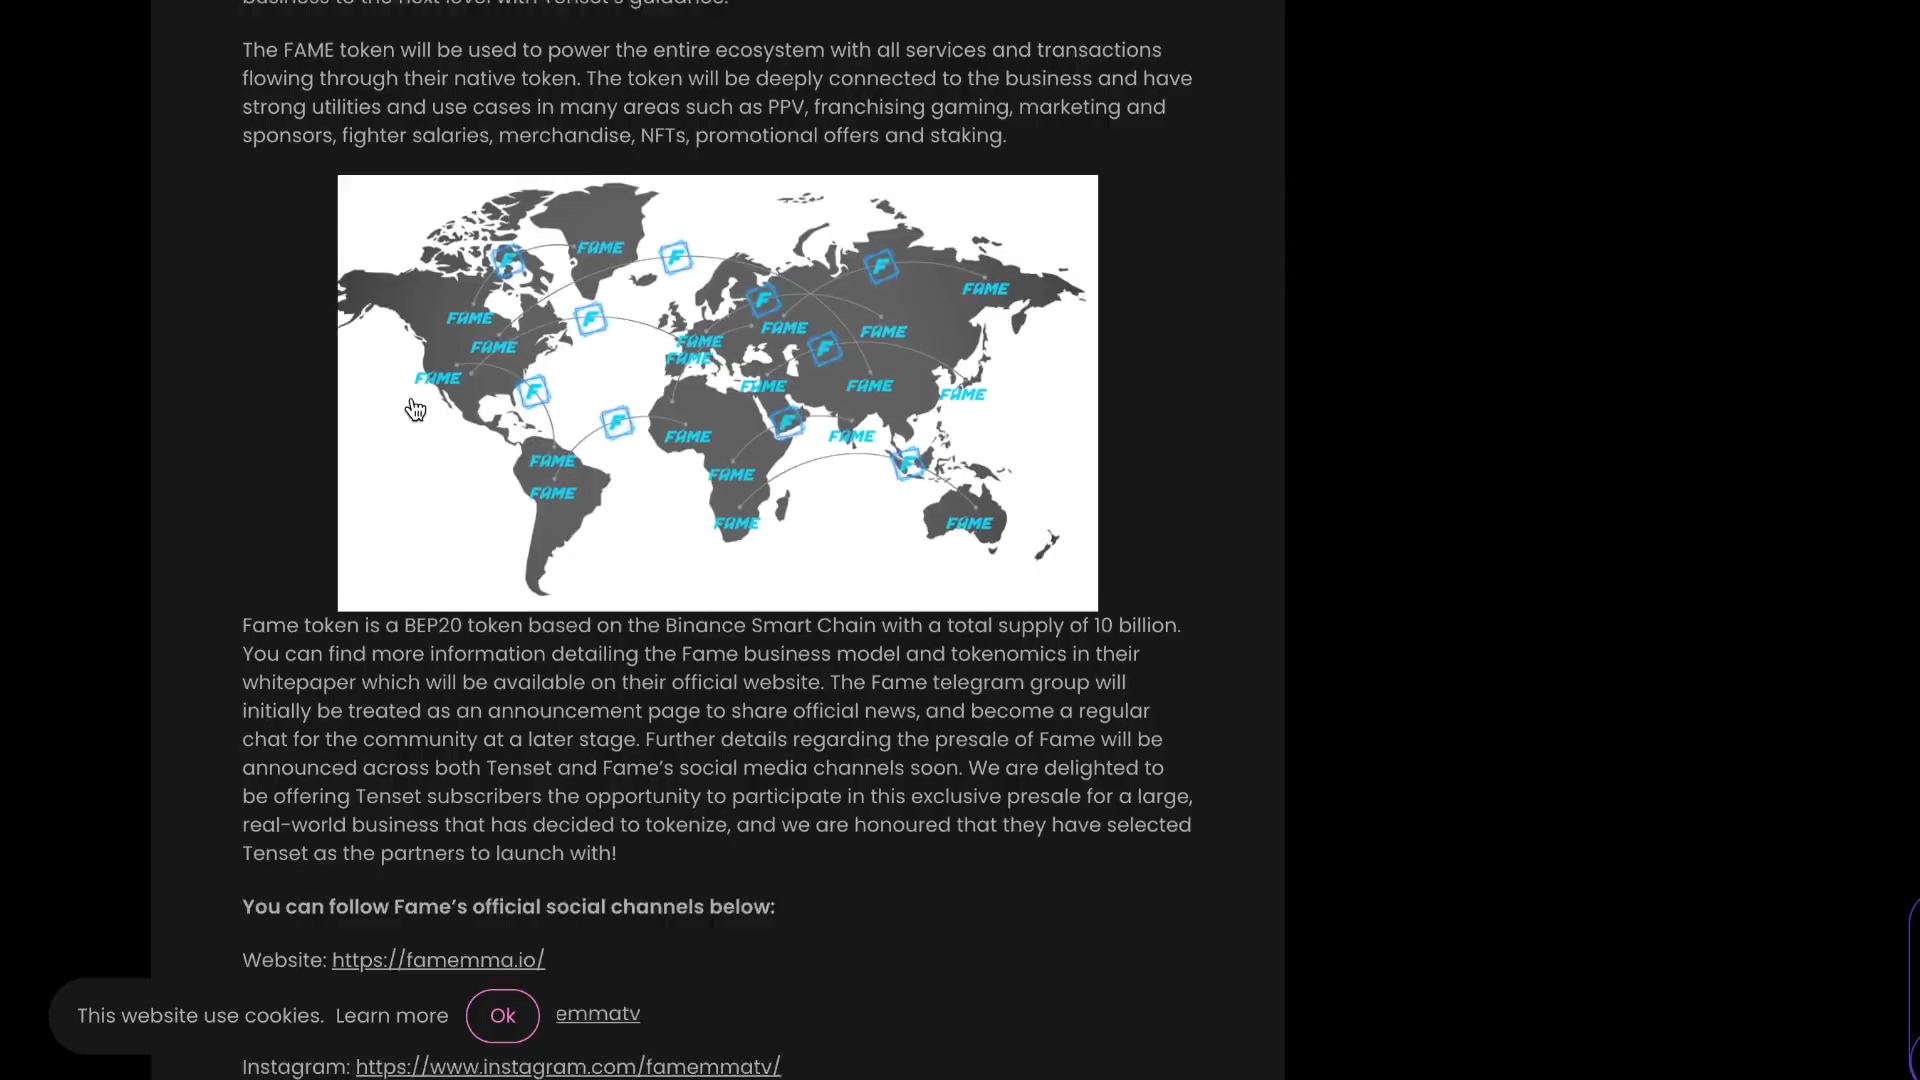 business to the next level with Tenset's guidance.
The FAME token will be used to power the entire ecosystem with all services and transactions
flowing through their native token. The token will be deeply connected to the business and have
strong utilities and use cases in many areas such as PPV, franchising gaming, marketing and
sponsors, fighter salaries, merchandise, NFTs, promotional offers and staking.
F
FAME
F
F
FAME
F
FAME
F
FAME
FAME
FAME
FAME
FAME
F
FAME
FAME
FAME
FAME
F
FAME
F
F
FAME
FAME
FAME
F
FAME
FAME
FAME
FAME
Fame token is a BEP20 token based on the Binance Smart Chain with a total supply of 10 billion.
You can find more information detailing the Fame business model and tokenomics in their
whitepaper which will be available on their official website. The Fame telegram group will
initially be treated as an announcement page to share official news, and become a regular
chat for the community at a later stage. Further details regarding the presale of Fame will be
announced across both Tenset and Fame's social media channels soon. We are delighted to
be offering Tenset subscribers the opportunity to participate in this exclusive presale for a large,
real-world business that has decided to tokenize, and we are honoured that they have selected
Tenset as the partners to launch with!
You can follow Fame's official social channels below:
Website: https://famemma.io/
This website use cookies. Learn more Ok emmatv
Instagram: https://www.instagram.com/famemmatv/